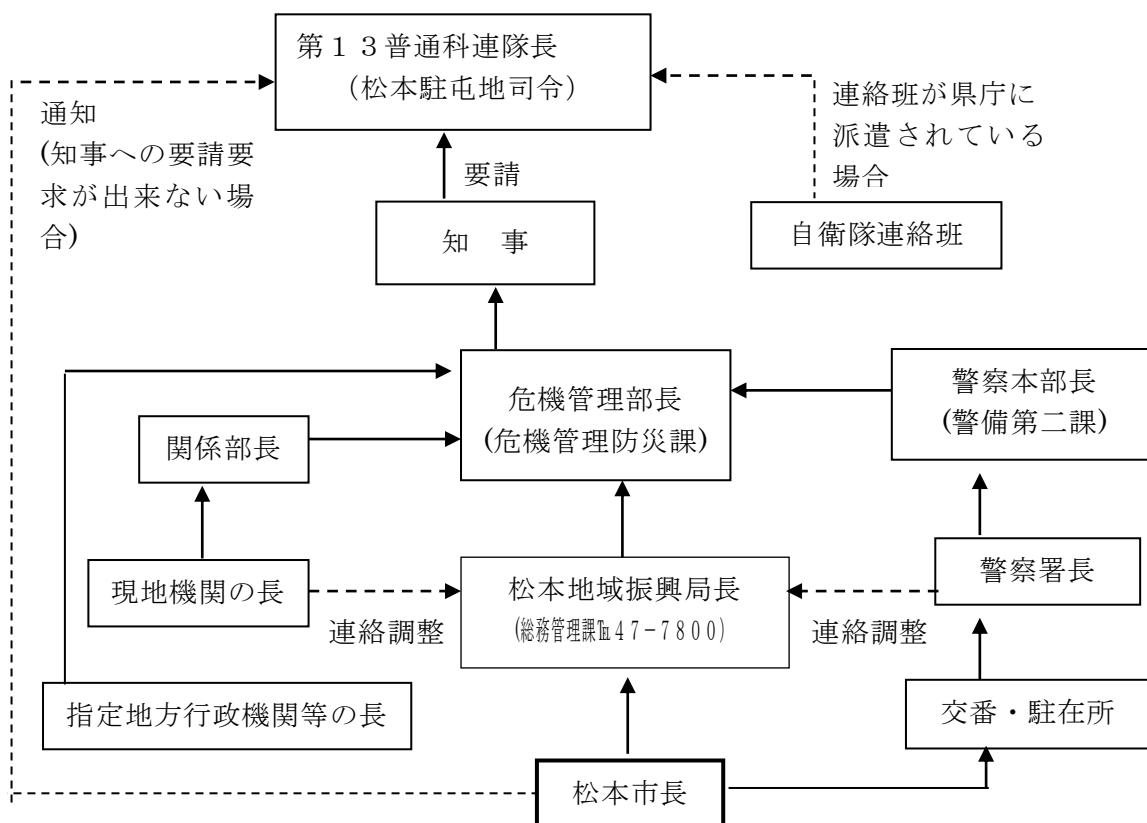 第１３普通科連隊長
（松本駐屯地司令）
通知
(知事への要請要
求が出来ない場
合)
連絡班が県庁に
派遣されている
場合
要請
知　事
自衛隊連絡班
危機管理部長
(危機管理防災課)
警察本部長
(警備第二課)
関係部長
現地機関の長
松本地域振興局長
(総務管理課℡４７－７８００)
警察署長
連絡調整
連絡調整
指定地方行政機関等の長
交番・駐在所
松本市長